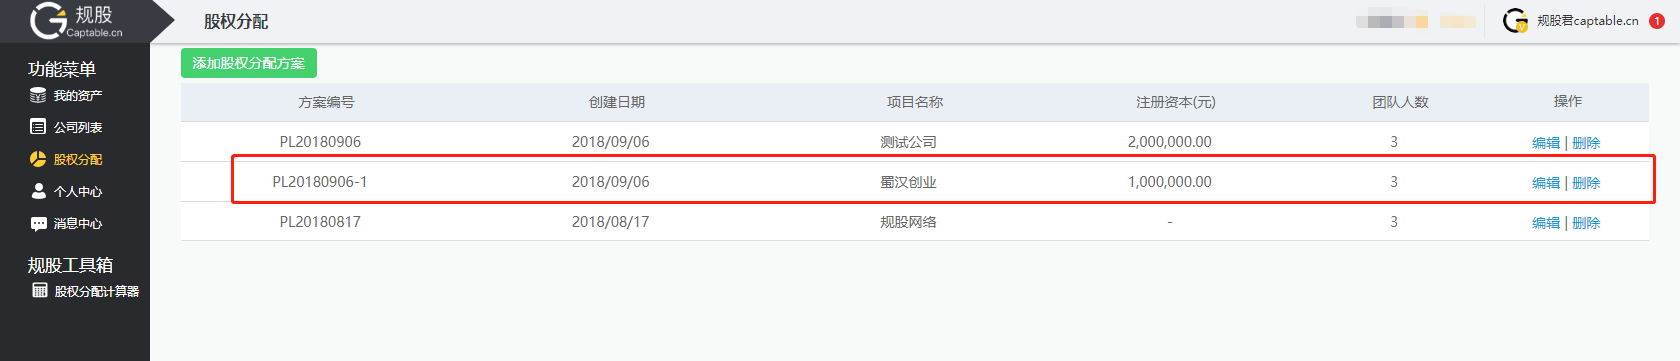 规股
Captable.cn
股权分配
规股君captable.cn
1
功能菜单
我的资产
公司列表
股权分配
个人中心
消息中心
规股工具箱
股权分配计算器
添加股权分配方案
方案编号 创建日期 项目名称 注册资本(元) 团队人数 操作
PL20180906 2018/09/06 测试公司 2,000,000.00 3 编辑 | 删除
PL20180906-1 2018/09/06 蜀汉创业 1,000,000.00 3 编辑 | 删除
PL20180817 2018/08/17 规股网络 - 3 编辑 | 删除